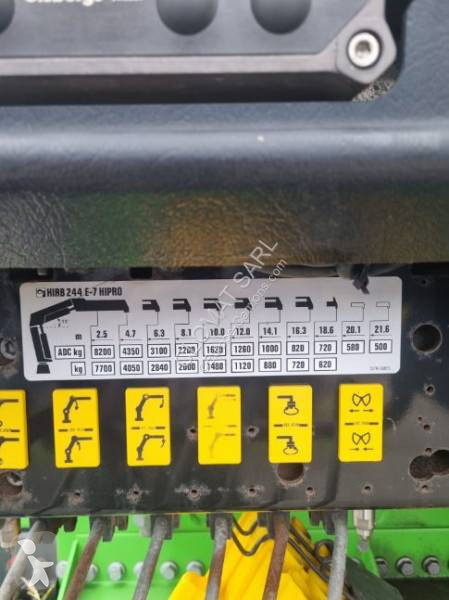 HIAB 244 E-7 HIPRO
m 2.5 4.7 6.3 8.1 10.0 12.0 14.1 16.3 18.6 20.1 21.6
ADC kg 8200 4350 3100 2260 1620 1260 1000 820 720 580 500
kg 7700 4050 2840 2000 1480 1120 880 720 620